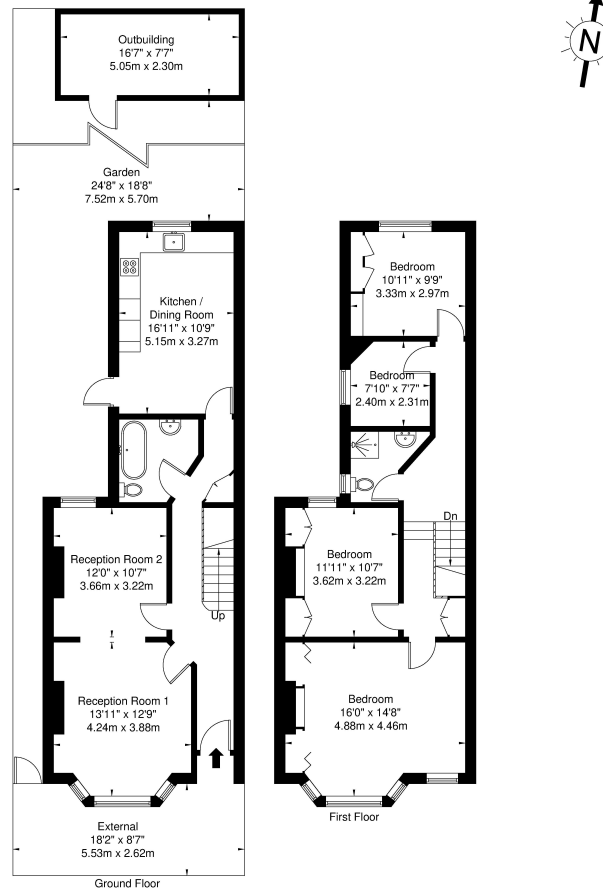 N
Outbuilding
16'7" x 7'7"
5.05m x 2.30m
Garden
24'8" x 18'8"
7.52m x 5.70m
Kitchen /
Dining Room
16'11" x 10'9"
5.15m x 3.27m
Reception Room 2
12'0" x 10'7"
3.66m x 3.22m
Up
Reception Room 1
13'11" x 12'9"
4.24m x 3.88m
External
18'2" x 8'7"
5.53m x 2.62m
Ground Floor
Bedroom
10'11" x 9'9"
3.33m x 2.97m
Bedroom
7'10" x 7'7"
2.40m x 2.31m
Dn
Bedroom
11'11" x 10'7"
3.62m x 3.22m
Bedroom
16'0" x 14'8"
4.88m x 4.46m
First Floor